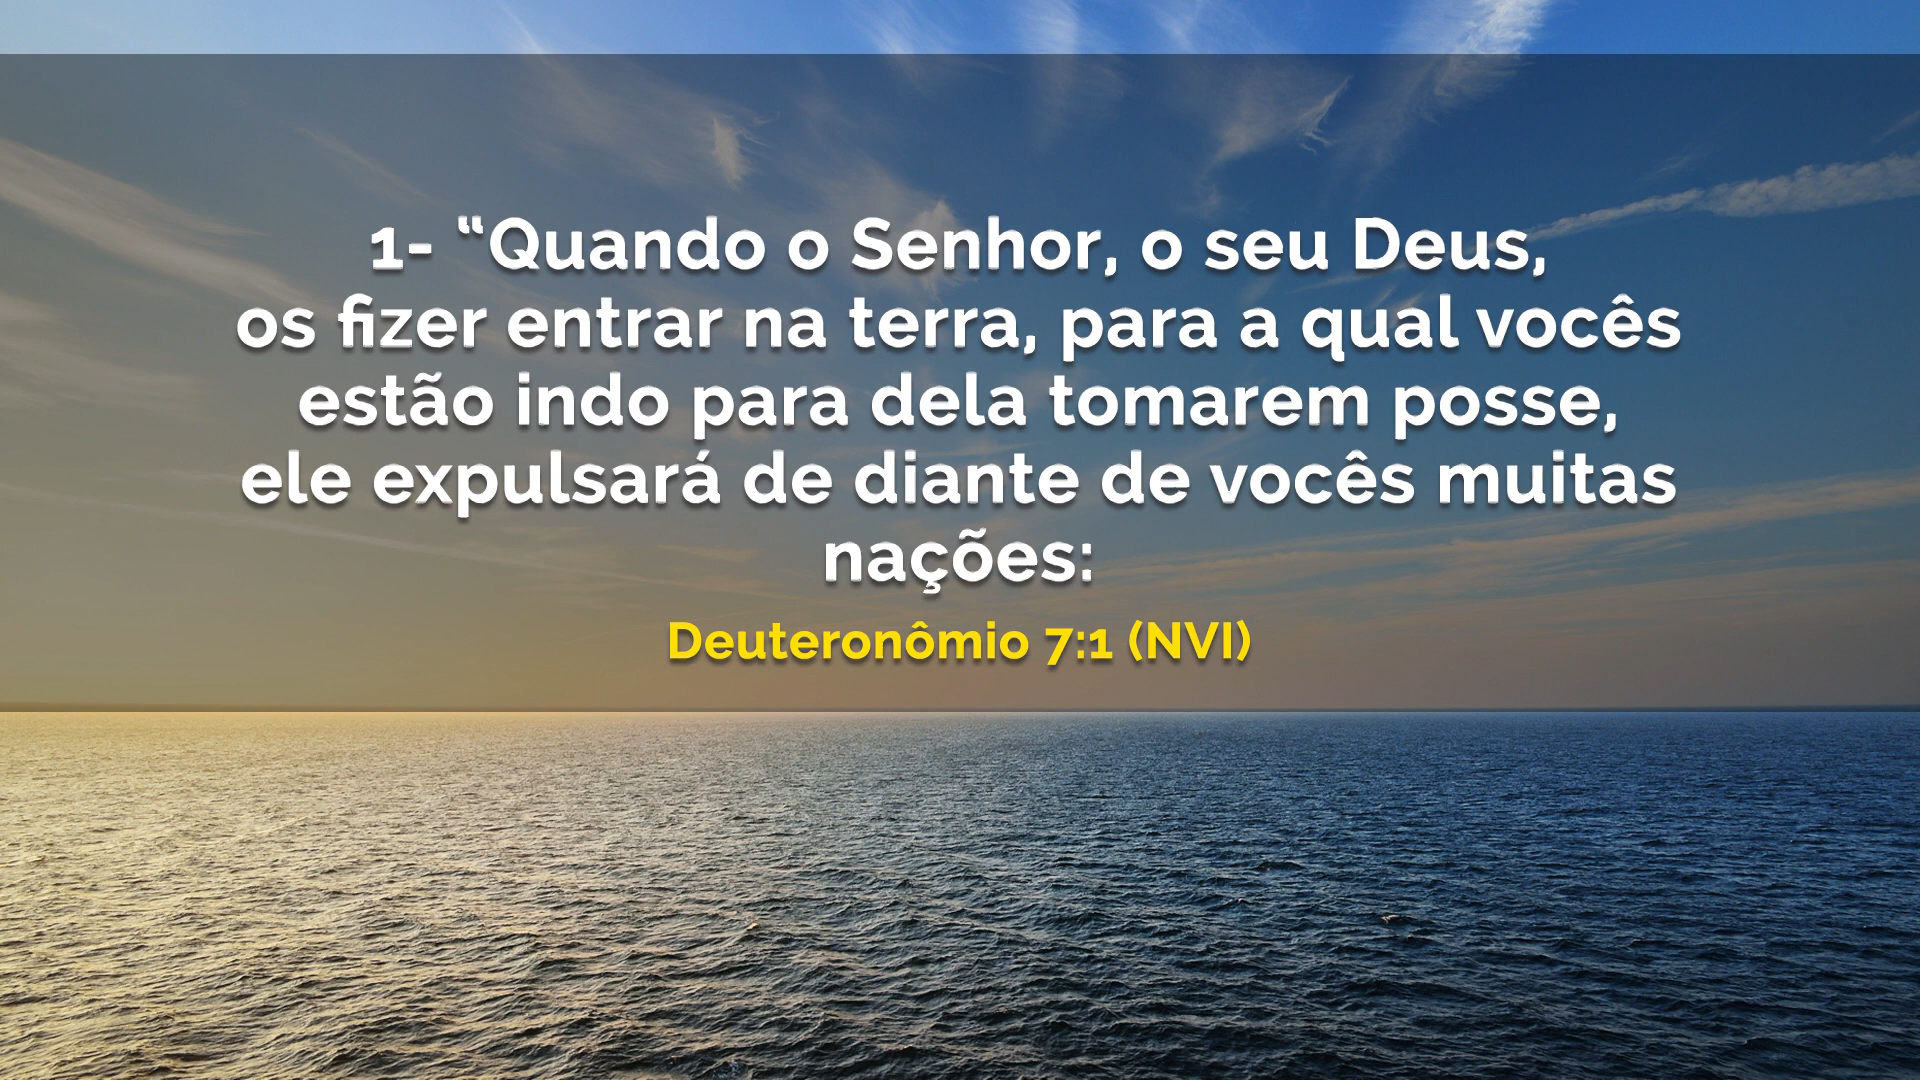 1- “Quando o Senhor, o seu Deus,
os fizer entrar na terra, para a qual vocês
estão indo para dela tomarem posse,
ele expulsará de diante de vocês muitas
nações:
Deuteronômio 7:1 (NVI)